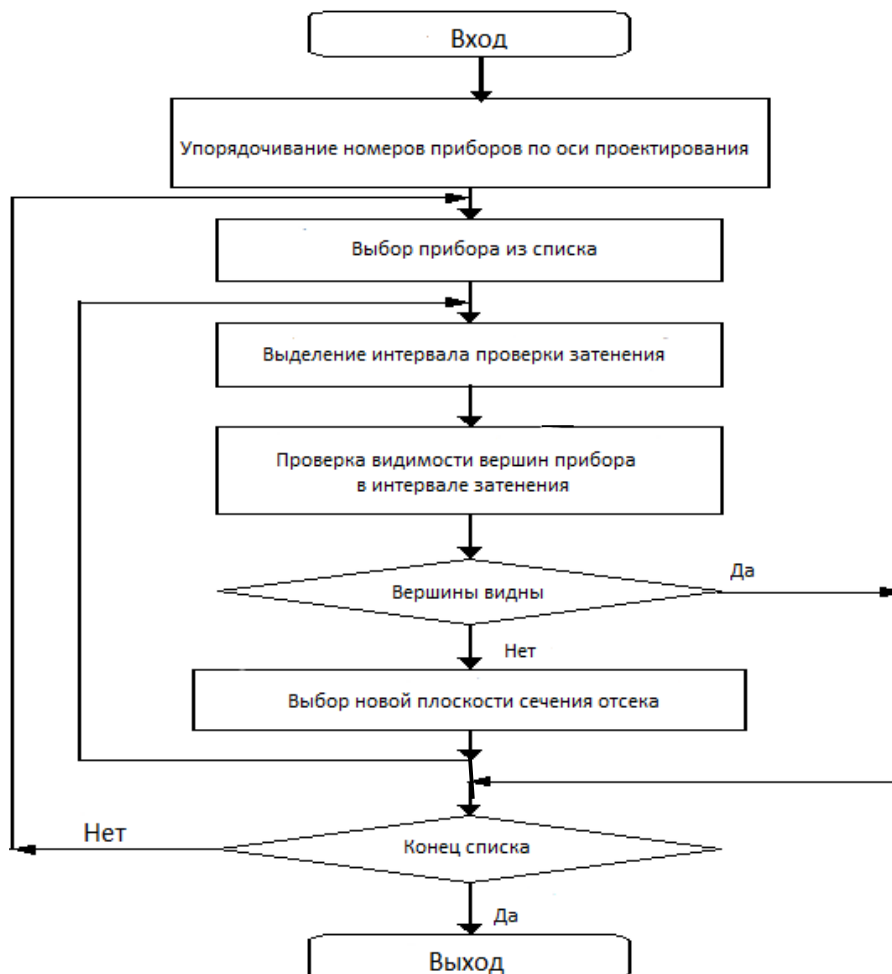 Вход
Упорядочивание номеров приборов по оси проектирования
Выбор прибора из списка
Выделение интервала проверки затенения
Проверка видимости вершин прибора
в интервале затенения
Вершины видны
Да
Нет
Выбор новой плоскости сечения отсека
Нет
Конец списка
Да
Выход